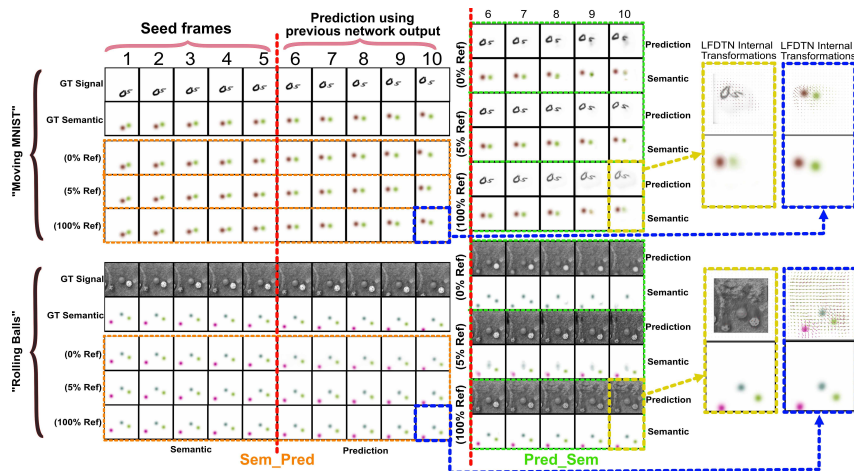 Seed frames
Prediction using
previous network output
1 2 3 4 5 6 7 8 9 10
GT Signal
GT Semantic
(0% Ref)
(5% Ref)
(100% Ref)
"Moving MNIST"
GT Signal
GT Semantic
(0% Ref)
(5% Ref)
(100% Ref)
"Rolling Balls"
Semantic
Prediction
Sem_Pred
6 7 8 9 10
(0% Ref)
Prediction
Semantic
(5% Ref)
Prediction
Semantic
(100% Ref)
Prediction
Semantic
(0% Ref)
Prediction
Semantic
(5% Ref)
Prediction
Semantic
(100% Ref)
Prediction
Semantic
Pred_Sem
LFDTN Internal
Transformations
LFDTN Internal
Transformations